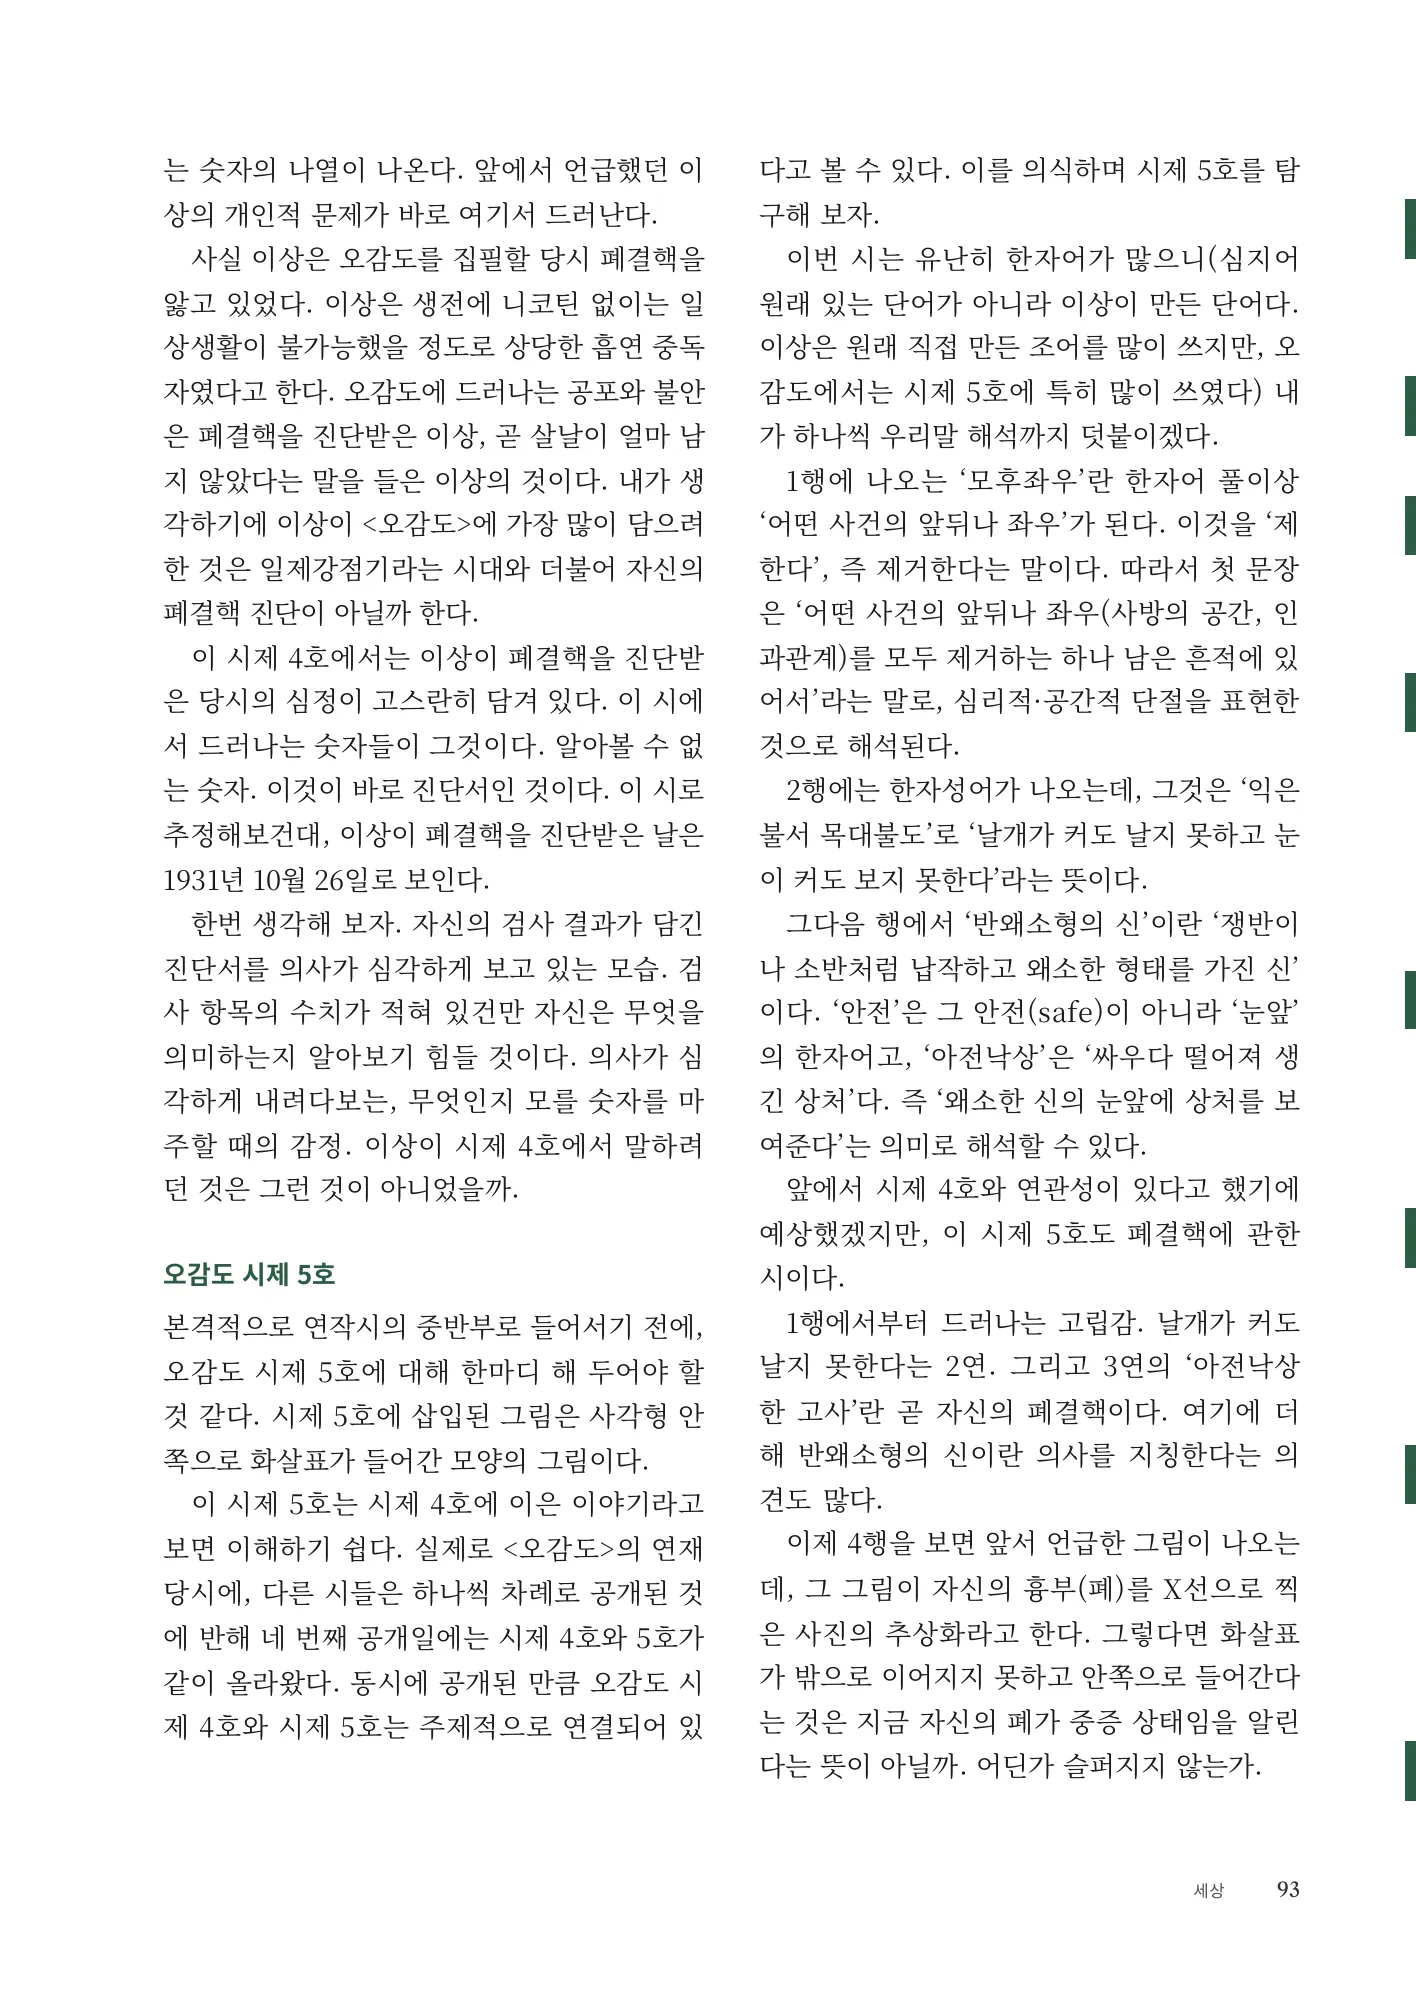 는 숫자의 나열이 나온다. 앞에서 언급했던 이
상의 개인적 문제가 바로 여기서 드러난다.
사실 이상은 오감도를 집필할 당시 폐결핵을
앓고 있었다. 이상은 생전에 니코틴 없이는 일
상생활이 불가능했을 정도로 상당한 흡연 중독
자였다고 한다. 오감도에 드러나는 공포와 불안
은 폐결핵을 진단받은 이상, 곧 살날이 얼마 남
지 않았다는 말을 들은 이상의 것이다. 내가 생
각하기에 이상이 <오감도>에 가장 많이 담으려
한 것은 일제강점기라는 시대와 더불어 자신의
폐결핵 진단이 아닐까 한다.
이 시제 4호에서는 이상이 폐결핵을 진단받
은 당시의 심정이 고스란히 담겨 있다. 이 시에
서 드러나는 숫자들이 그것이다. 알아볼 수 없
는 숫자. 이것이 바로 진단서인 것이다. 이 시로
추정해보건대, 이상이 폐결핵을 진단받은 날은
1931년 10월 26일로 보인다.
한번 생각해 보자. 자신의 검사 결과가 담긴
진단서를 의사가 심각하게 보고 있는 모습. 검
사 항목의 수치가 적혀 있건만 자신은 무엇을
의미하는지 알아보기 힘들 것이다. 의사가 심
각하게 내려다보는, 무엇인지 모를 숫자를 마
주할 때의 감정. 이상이 시제 4호에서 말하려
던 것은 그런 것이 아니었을까.
오감도 시제 5호
본격적으로 연작시의 중반부로 들어서기 전에,
오감도 시제 5호에 대해 한마디 해 두어야 할
것 같다. 시제 5호에 삽입된 그림은 사각형 안
쪽으로 화살표가 들어간 모양의 그림이다.
이 시제 5호는 시제 4호에 이은 이야기라고
보면 이해하기 쉽다. 실제로 <오감도>의 연재
당시에, 다른 시들은 하나씩 차례로 공개된 것
에 반해 네 번째 공개일에는 시제 4호와 5호가
같이 올라왔다. 동시에 공개된 만큼 오감도 시
제 4호와 시제 5호는 주제적으로 연결되어 있
다고 볼 수 있다. 이를 의식하며 시제 5호를 탐
구해 보자.
이번 시는 유난히 한자어가 많으니(심지어
원래 있는 단어가 아니라 이상이 만든 단어다.
이상은 원래 직접 만든 조어를 많이 쓰지만, 오
감도에서는 시제 5호에 특히 많이 쓰였다) 내
가 하나씩 우리말 해석까지 덧붙이겠다.
1행에 나오는 ‘모후좌우’란 한자어 풀이상
‘어떤 사건의 앞뒤나 좌우’가 된다. 이것을 ‘제
한다’, 즉 제거한다는 말이다. 따라서 첫 문장
은 ‘어떤 사건의 앞뒤나 좌우(사방의 공간, 인
과관계)를 모두 제거하는 하나 남은 흔적에 있
어서’라는 말로, 심리적·공간적 단절을 표현한
것으로 해석된다.
2행에는 한자성어가 나오는데, 그것은 ‘익은
불서 목대불도’로 ‘날개가 커도 날지 못하고 눈
이 커도 보지 못한다’라는 뜻이다.
그다음 행에서 ‘반왜소형의 신’이란 ‘쟁반이
나 소반처럼 납작하고 왜소한 형태를 가진 신’
이다. ‘안전’은 그 안전(safe)이 아니라 ‘눈앞’
의 한자어고, ‘아전낙상’은 ‘싸우다 떨어져 생
긴 상처’다. 즉 ‘왜소한 신의 눈앞에 상처를 보
여준다’는 의미로 해석할 수 있다.
앞에서 시제 4호와 연관성이 있다고 했기에
예상했겠지만, 이 시제 5호도 폐결핵에 관한
시이다.
1행에서부터 드러나는 고립감. 날개가 커도
날지 못한다는 2연. 그리고 3연의 ‘아전낙상
한 고사’란 곧 자신의 폐결핵이다. 여기에 더
해 반왜소형의 신이란 의사를 지칭한다는 의
견도 많다.
이제 4행을 보면 앞서 언급한 그림이 나오는
데, 그 그림이 자신의 흉부(폐)를 X선으로 찍
은 사진의 추상화라고 한다. 그렇다면 화살표
가 밖으로 이어지지 못하고 안쪽으로 들어간다
는 것은 지금 자신의 폐가 중증 상태임을 알린
다는 뜻이 아닐까. 어딘가 슬퍼지지 않는가.
세상 93